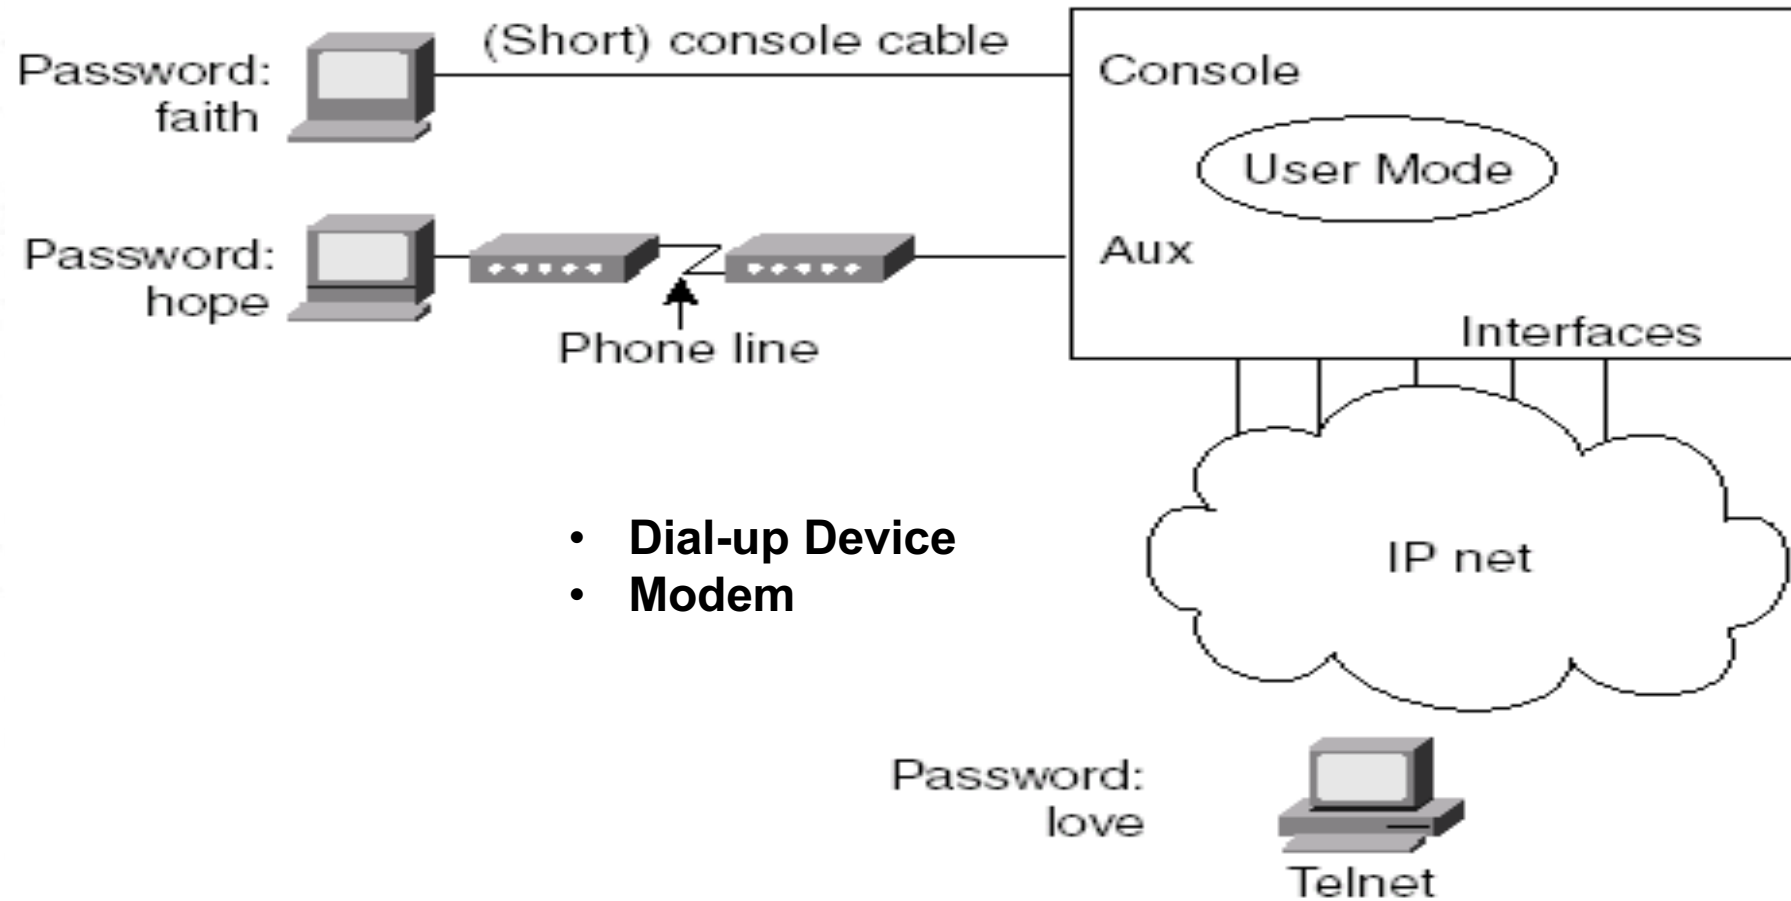 (Short) console cable
Password:
faith
Console
User Mode
Password:
hope
Aux
Phone line
Interfaces
• Dial-up Device
• Modem
IP net
Password:
love
Telnet